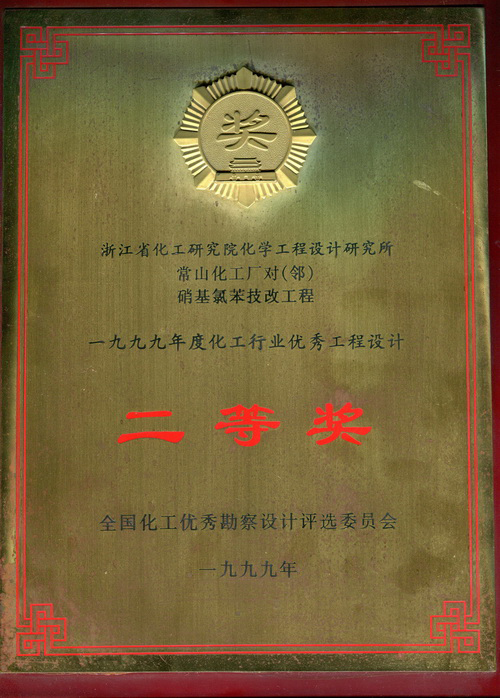 奖
浙江省化工研究院化学工程设计研究所
常山化工厂对(邻)
硝基氯苯技改工程
一九九九年度化工行业优秀工程设计
二等奖
全国化工优秀勘察设计评选委员会
一九九九年